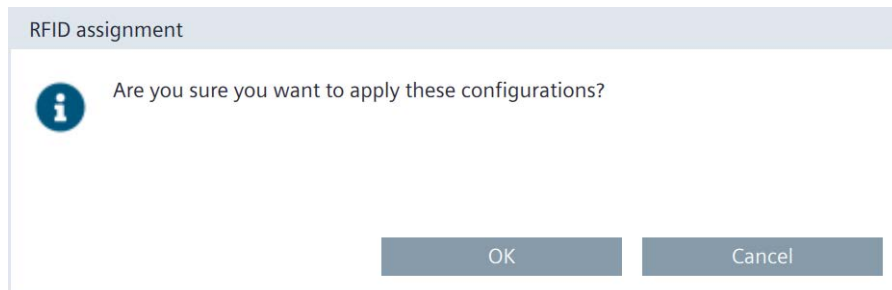 RFID assignment
Are you sure you want to apply these configurations?
OK
Cancel